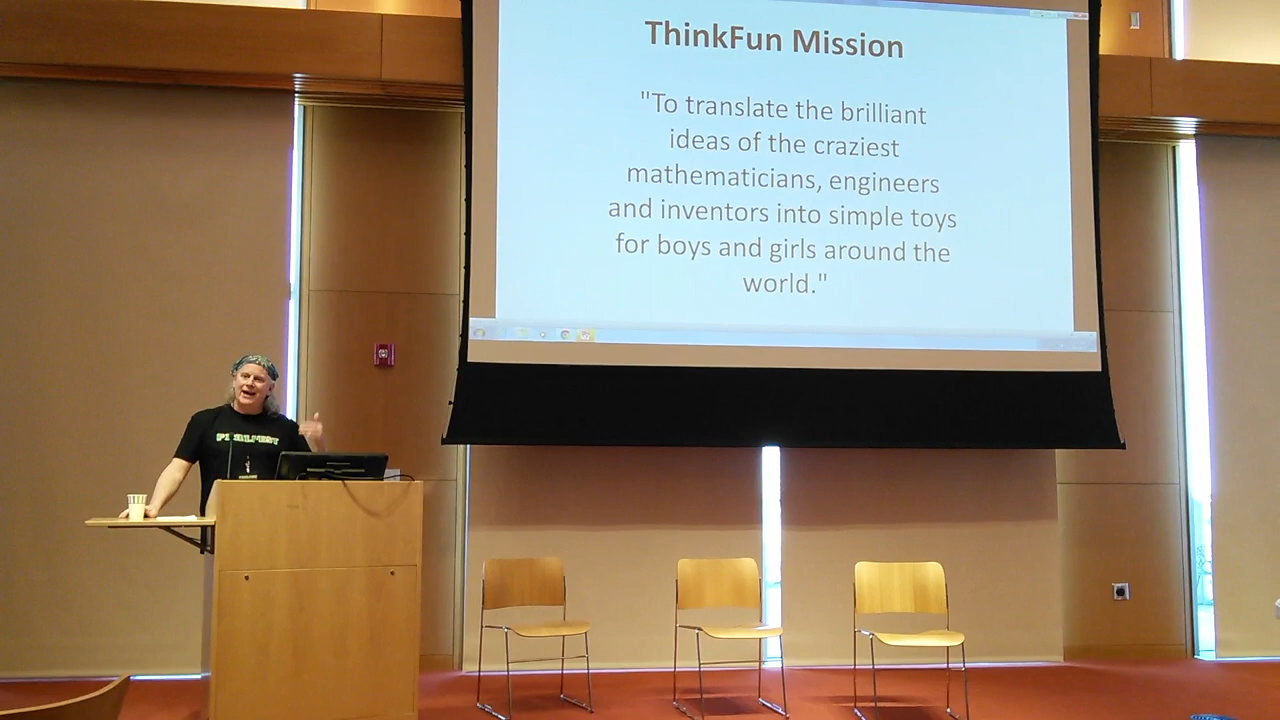 ThinkFun Mission
"To translate the brilliant
ideas of the craziest
mathematicians, engineers
and inventors into simple toys
for boys and girls around the
world."